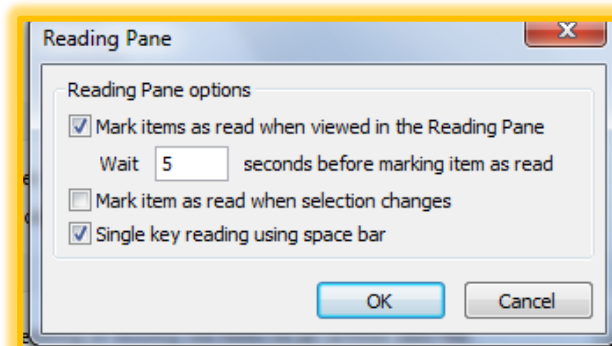 Reading Pane
Reading Pane options
Mark items as read when viewed in the Reading Pane
Wait 5 seconds before marking item as read
Mark item as read when selection changes
Single key reading using space bar
OK Cancel